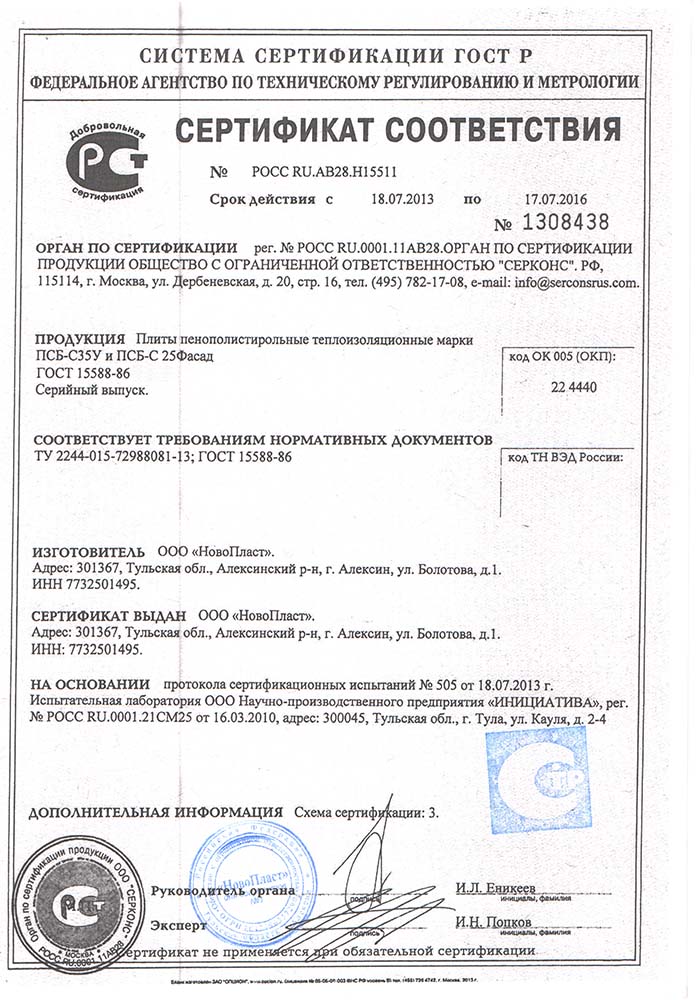 СИСТЕМА СЕРТИФИКАЦИИ ГОСТ Р
ФЕДЕРАЛЬНОЕ АГЕНТСТВО ПО ТЕХНИЧЕСКОМУ РЕГУЛИРОВАНИЮ И МЕТРОЛОГИИ
Добровольная
РСТ
сертификация
СЕРТИФИКАТ СООТВЕТСТВИЯ
№ РОСС RU.АВ28.Н15511
Срок действия с 18.07.2013 по 17.07.2016
№ 1308438
ОРГАН ПО СЕРТИФИКАЦИИ рег. № РОСС RU.0001.11АВ28.ОРГАН ПО СЕРТИФИКАЦИИ
ПРОДУКЦИИ ОБЩЕСТВО С ОГРАНИЧЕННОЙ ОТВЕТСТВЕННОСТЬЮ "СЕРКОНС". РФ,
115114, г. Москва, ул. Дербеневская, д. 20, стр. 16, тел. (495) 782-17-08, e-mail: info@serconsrus.com.
ПРОДУКЦИЯ Плиты пенополистирольные теплоизоляционные марки
ПСБ-С35У и ПСБ-С 25Фасад
ГОСТ 15588-86
Серийный выпуск.
код ОК 005 (ОКП):
22 4440
СООТВЕТСТВУЕТ ТРЕБОВАНИЯМ НОРМАТИВНЫХ ДОКУМЕНТОВ
ТУ 2244-015-72988081-13; ГОСТ 15588-86
код ТН ВЭД России:
ИЗГОТОВИТЕЛЬ ООО «НовоПласт».
Адрес: 301367, Тульская обл., Алексинский р-н, г. Алексин, ул. Болотова, д.1.
ИНН 7732501495.
СЕРТИФИКАТ ВЫДАН ООО «НовоПласт».
Адрес: 301367, Тульская обл., Алексинский р-н, г. Алексин, ул. Болотова, д.1.
ИНН: 7732501495.
НА ОСНОВАНИИ протокола сертификационных испытаний № 505 от 18.07.2013 г.
Испытательная лаборатория ООО Научно-производственного предприятия «ИНИЦИАТИВА», рег.
№ РОСС RU.0001.21СМ25 от 16.03.2010, адрес: 300045, Тульская обл., г. Тула, ул. Кауля, д. 2-4
ДОПОЛНИТЕЛЬНАЯ ИНФОРМАЦИЯ Схема сертификации: 3.
Орган по сертификации продукции ООО "СЕРКОНС"
РСТ
МОСКВА
РОСС RU.0001.11АВ28
«НовоПласт»
Руководитель органа
подпись
И.Л. Еникеев
инициалы, фамилия
Эксперт
подпись
И.Н. Попков
инициалы, фамилия
Сертификат не применяется при обязательной сертификации